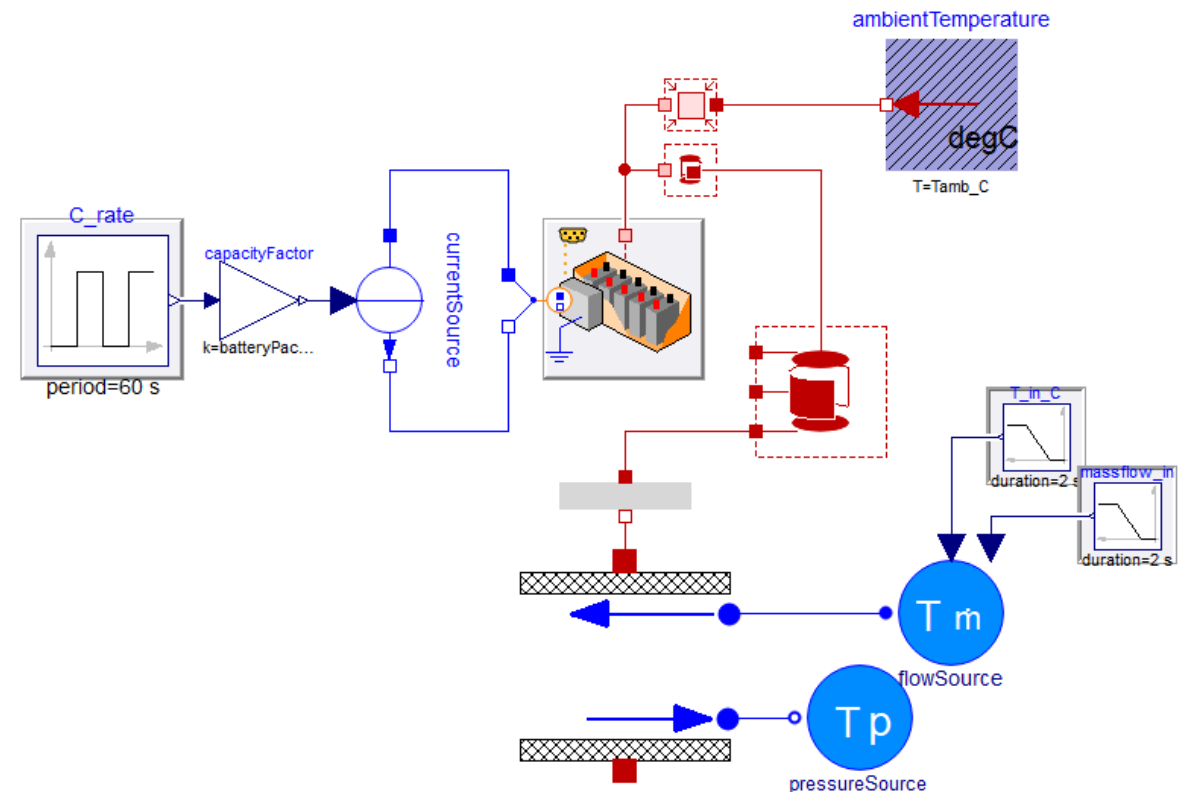 ambientTemperature
degC
T=Tamb_C
C_rate
period=60 s
capacityFactor
k=batteryPac...
currentSource
T_in_C
duration=2 s
massflow_in
duration=2 s
T ṁ
flowSource
T p
pressureSource